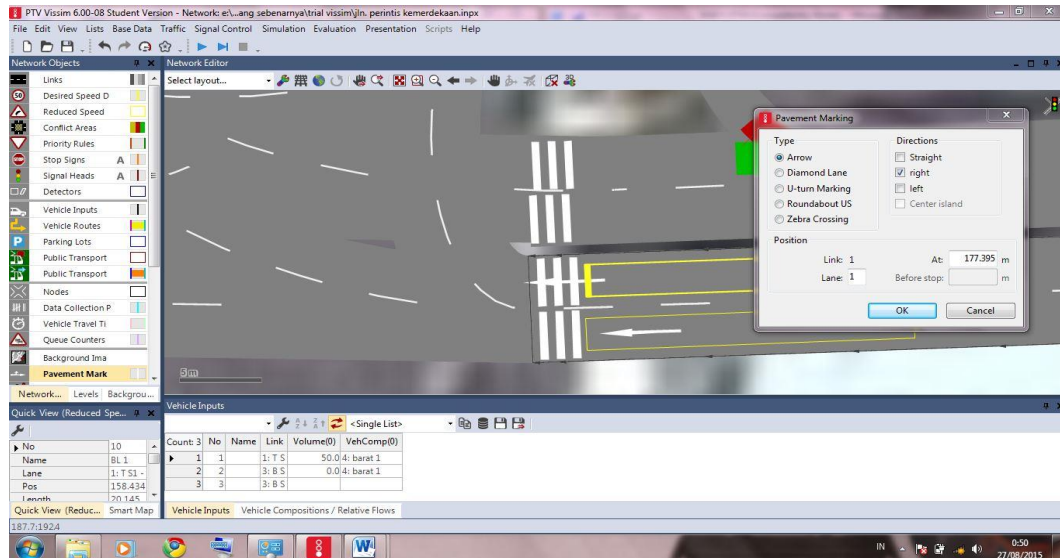 PTV Vissim 6.00-08 Student Version - Network: e:\...ang sebenarnya\trial vissim\jln. perintis kemerdekaan.inpx
File Edit View Lists Base Data Traffic Signal Control Simulation Evaluation Presentation Scripts Help
Network Objects
Links
50 Desired Speed D
Reduced Speed
Conflict Areas
Priority Rules
STOP Stop Signs A
Signal Heads A
Detectors
Vehicle Inputs
Vehicle Routes
P Parking Lots
Public Transport
Public Transport
Nodes
Data Collection P
Vehicle Travel Ti
Queue Counters
Background Ima
Pavement Mark
Network... Levels Backgrou...
Quick View (Reduced Spe...
No 10
Name BL 1
Lane 1: T S1 -
Pos 158.434
Length 20.145
Quick View (Reduc... Smart Map
Network Editor
Select layout...
5m
Pavement Marking
Type
Arrow
Diamond Lane
U-turn Marking
Roundabout US
Zebra Crossing
Directions
Straight
right
left
Center island
Position
Link: 1 At: 177.395 m
Lane: 1 Before stop: m
OK Cancel
Vehicle Inputs
<Single List>
Count: 3 No Name Link Volume(0) VehComp(0)
1 1 1: T S 50.0 4: barat 1
2 2 3: B S 0.0 4: barat 1
3 3 3: B S
Vehicle Inputs Vehicle Compositions / Relative Flows
187.7:192.4
IN 0:50
27/08/2015